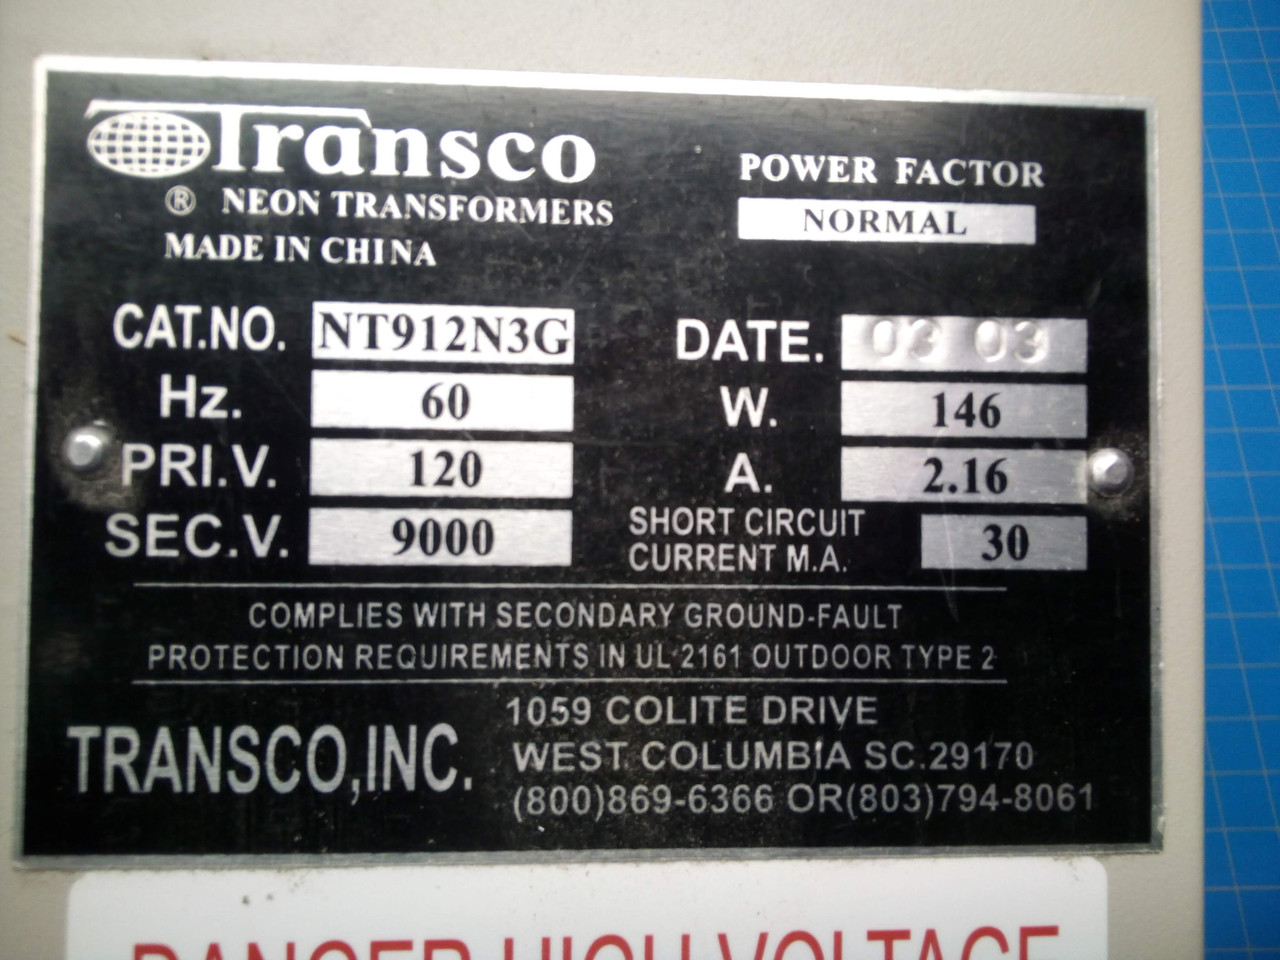 Transco
® NEON TRANSFORMERS
MADE IN CHINA
POWER FACTOR
NORMAL
CAT.NO. NT912N3G
Hz. 60
PRI.V. 120
SEC.V. 9000
DATE. 03 03
W. 146
A. 2.16
SHORT CIRCUIT
CURRENT M.A. 30
COMPLIES WITH SECONDARY GROUND-FAULT
PROTECTION REQUIREMENTS IN UL 2161 OUTDOOR TYPE 2
TRANSCO,INC.
1059 COLITE DRIVE
WEST COLUMBIA SC.29170
(800)869-6366 OR(803)794-8061
DANGER HIGH VOLTAGE